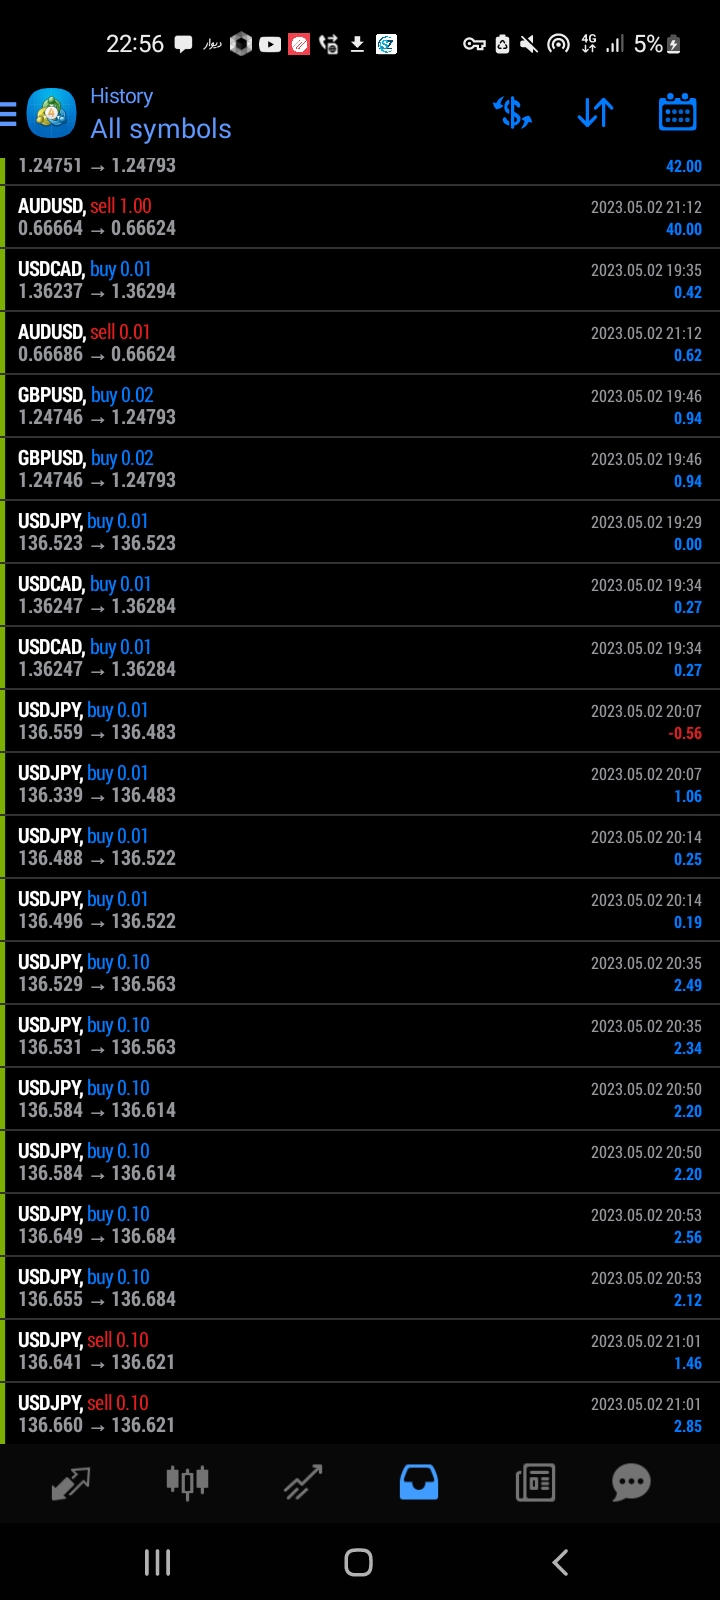 22:56
دیوار
4G
5%
History
All symbols
1.24751 → 1.24793
42.00
AUDUSD, sell 1.00
2023.05.02 21:12
0.66664 → 0.66624
40.00
USDCAD, buy 0.01
2023.05.02 19:35
1.36237 → 1.36294
0.42
AUDUSD, sell 0.01
2023.05.02 21:12
0.66686 → 0.66624
0.62
GBPUSD, buy 0.02
2023.05.02 19:46
1.24746 → 1.24793
0.94
GBPUSD, buy 0.02
2023.05.02 19:46
1.24746 → 1.24793
0.94
USDJPY, buy 0.01
2023.05.02 19:29
136.523 → 136.523
0.00
USDCAD, buy 0.01
2023.05.02 19:34
1.36247 → 1.36284
0.27
USDCAD, buy 0.01
2023.05.02 19:34
1.36247 → 1.36284
0.27
USDJPY, buy 0.01
2023.05.02 20:07
136.559 → 136.483
-0.56
USDJPY, buy 0.01
2023.05.02 20:07
136.339 → 136.483
1.06
USDJPY, buy 0.01
2023.05.02 20:14
136.488 → 136.522
0.25
USDJPY, buy 0.01
2023.05.02 20:14
136.496 → 136.522
0.19
USDJPY, buy 0.10
2023.05.02 20:35
136.529 → 136.563
2.49
USDJPY, buy 0.10
2023.05.02 20:35
136.531 → 136.563
2.34
USDJPY, buy 0.10
2023.05.02 20:50
136.584 → 136.614
2.20
USDJPY, buy 0.10
2023.05.02 20:50
136.584 → 136.614
2.20
USDJPY, buy 0.10
2023.05.02 20:53
136.649 → 136.684
2.56
USDJPY, buy 0.10
2023.05.02 20:53
136.655 → 136.684
2.12
USDJPY, sell 0.10
2023.05.02 21:01
136.641 → 136.621
1.46
USDJPY, sell 0.10
2023.05.02 21:01
136.660 → 136.621
2.85